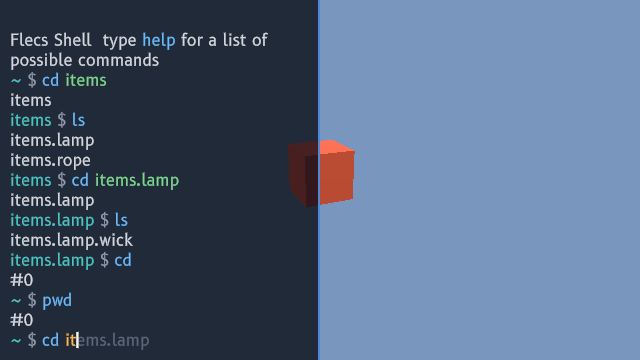 Flecs Shell  type help for a list of
possible commands
~ $ cd items
items
items $ ls
items.lamp
items.rope
items $ cd items.lamp
items.lamp
items.lamp $ ls
items.lamp.wick
items.lamp $ cd
#0
~ $ pwd
#0
~ $ cd items.lamp